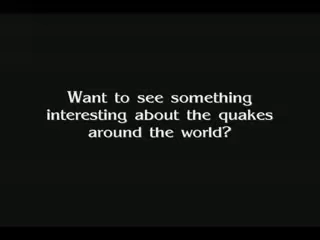 Want to see something
interesting about the quakes
around the world?